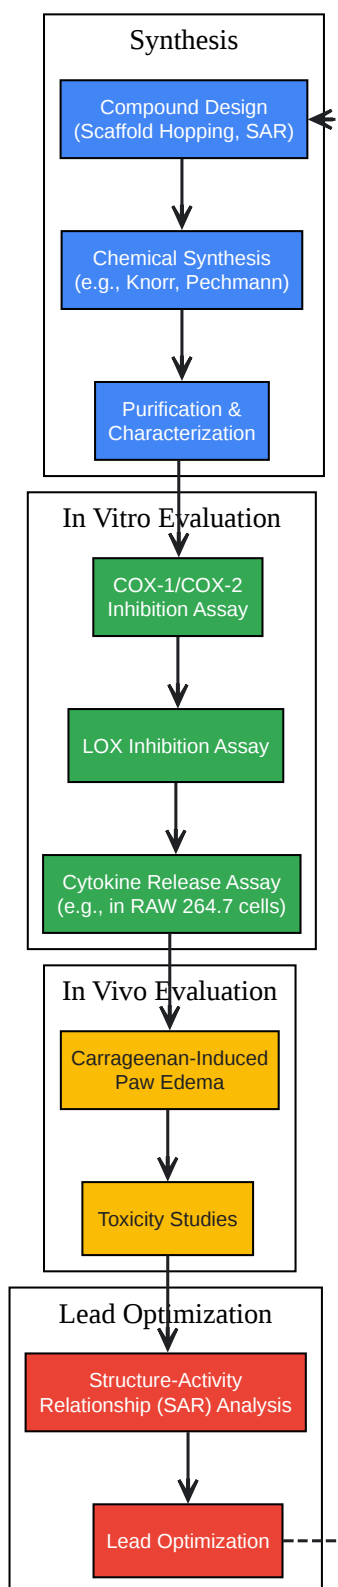 Synthesis
Compound Design
(Scaffold Hopping, SAR)
Chemical Synthesis
(e.g., Knorr, Pechmann)
Purification &
Characterization
In Vitro Evaluation
COX-1/COX-2
Inhibition Assay
LOX Inhibition Assay
Cytokine Release Assay
(e.g., in RAW 264.7 cells)
In Vivo Evaluation
Carrageenan-Induced
Paw Edema
Toxicity Studies
Lead Optimization
Structure-Activity
Relationship (SAR) Analysis
Lead Optimization